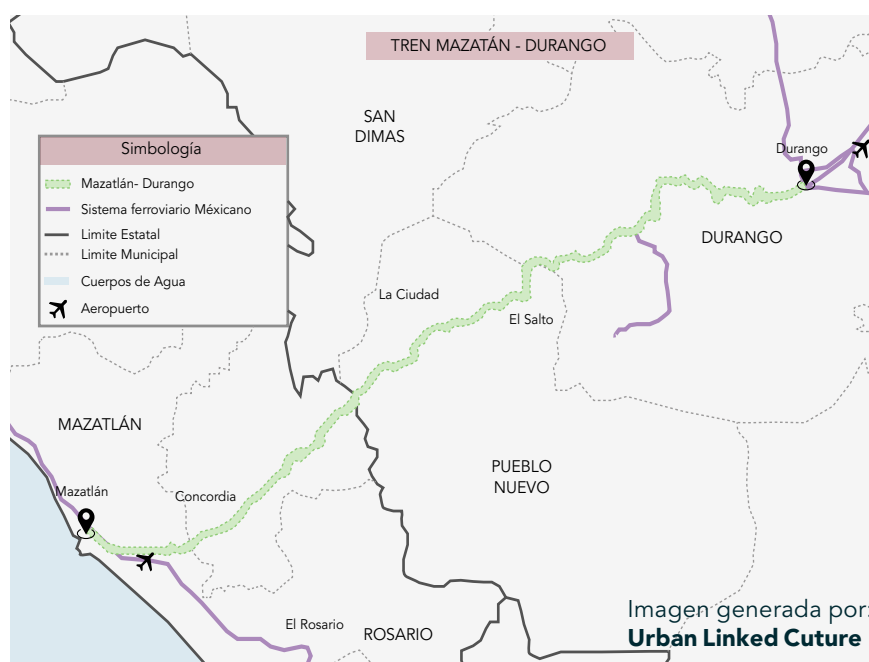 TREN MAZATÁN - DURANGO
SAN
DIMAS
Simbología
Mazatlán- Durango
Sistema ferroviario Méxicano
Limite Estatal
Limite Municipal
Cuerpos de Agua
Aeropuerto
Durango
DURANGO
La Ciudad
El Salto
MAZATLÁN
PUEBLO
NUEVO
Mazatlán
Concordia
El Rosario
ROSARIO
Imagen generada por:
Urban Linked Cuture